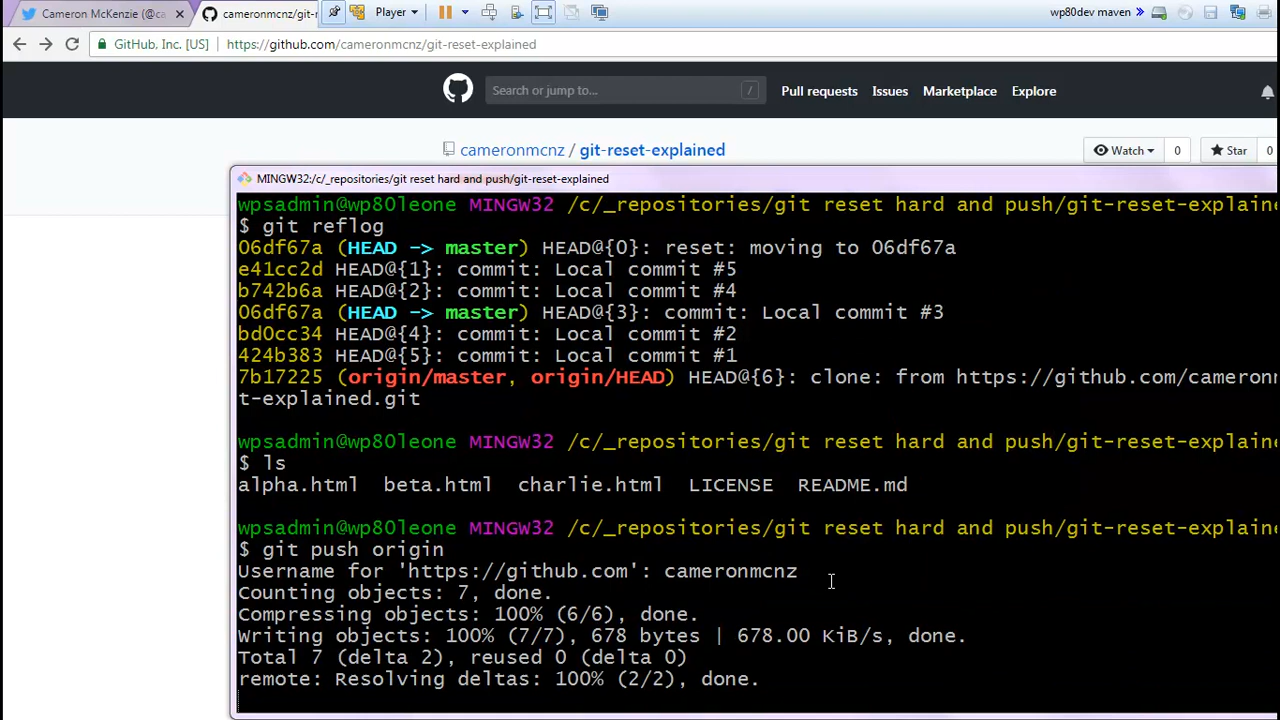 Cameron McKenzie (@ca
cameronmcnz/git-r
Player
wp80dev maven
GitHub, Inc. [US]
https://github.com/cameronmcnz/git-reset-explained
Search or jump to...
/
Pull requests
Issues
Marketplace
Explore
cameronmcnz / git-reset-explained
Watch
0
Star
0
MINGW32:/c/_repositories/git reset hard and push/git-reset-explained
wpsadmin@wp80leone MINGW32 /c/_repositories/git reset hard and push/git-reset-explaine
$ git reflog
06df67a (HEAD -> master) HEAD@{0}: reset: moving to 06df67a
e41cc2d HEAD@{1}: commit: Local commit #5
b742b6a HEAD@{2}: commit: Local commit #4
06df67a (HEAD -> master) HEAD@{3}: commit: Local commit #3
bd0cc34 HEAD@{4}: commit: Local commit #2
424b383 HEAD@{5}: commit: Local commit #1
7b17225 (origin/master, origin/HEAD) HEAD@{6}: clone: from https://github.com/cameron
t-explained.git
wpsadmin@wp80leone MINGW32 /c/_repositories/git reset hard and push/git-reset-explaine
$ ls
alpha.html beta.html charlie.html LICENSE README.md
wpsadmin@wp80leone MINGW32 /c/_repositories/git reset hard and push/git-reset-explaine
$ git push origin
Username for 'https://github.com': cameronmcnz
Counting objects: 7, done.
Compressing objects: 100% (6/6), done.
Writing objects: 100% (7/7), 678 bytes | 678.00 KiB/s, done.
Total 7 (delta 2), reused 0 (delta 0)
remote: Resolving deltas: 100% (2/2), done.